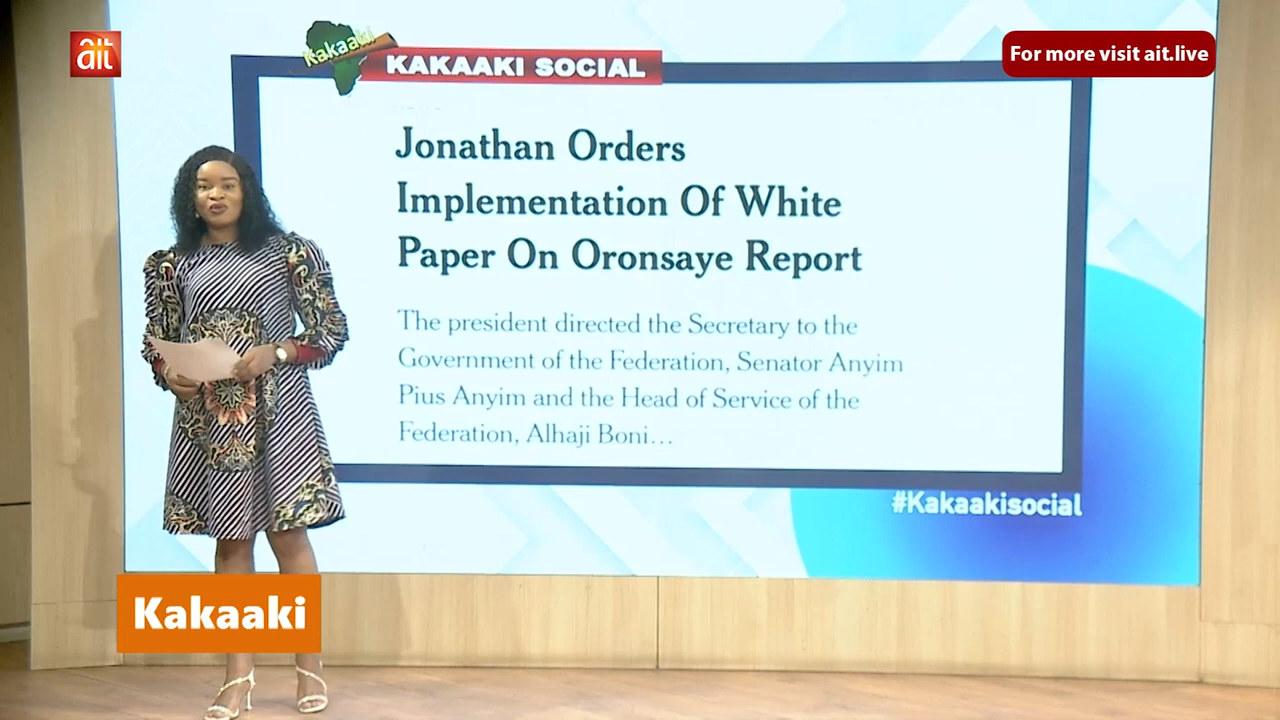 ait
For more visit ait.live
Kakaaki
KAKAAKI SOCIAL
Jonathan Orders
Implementation Of White
Paper On Oronsaye Report
The president directed the Secretary to the
Government of the Federation, Senator Anyim
Pius Anyim and the Head of Service of the
Federation, Alhaji Boni...
#Kakaakisocial
Kakaaki